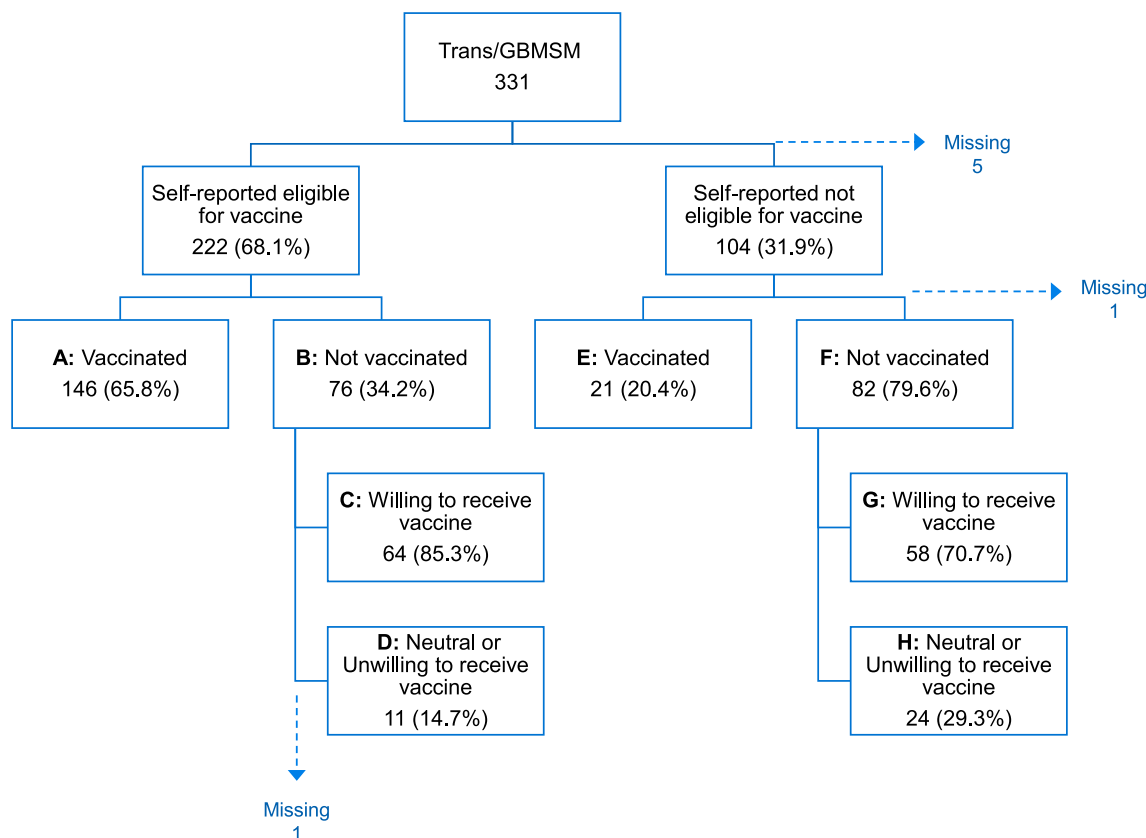 Trans/GBMSM
331
Missing
5
Self-reported eligible
for vaccine
222 (68.1%)
Self-reported not
eligible for vaccine
104 (31.9%)
Missing
1
A: Vaccinated
146 (65.8%)
B: Not vaccinated
76 (34.2%)
E: Vaccinated
21 (20.4%)
F: Not vaccinated
82 (79.6%)
C: Willing to receive
vaccine
64 (85.3%)
G: Willing to receive
vaccine
58 (70.7%)
D: Neutral or
Unwilling to receive
vaccine
11 (14.7%)
H: Neutral or
Unwilling to receive
vaccine
24 (29.3%)
Missing
1